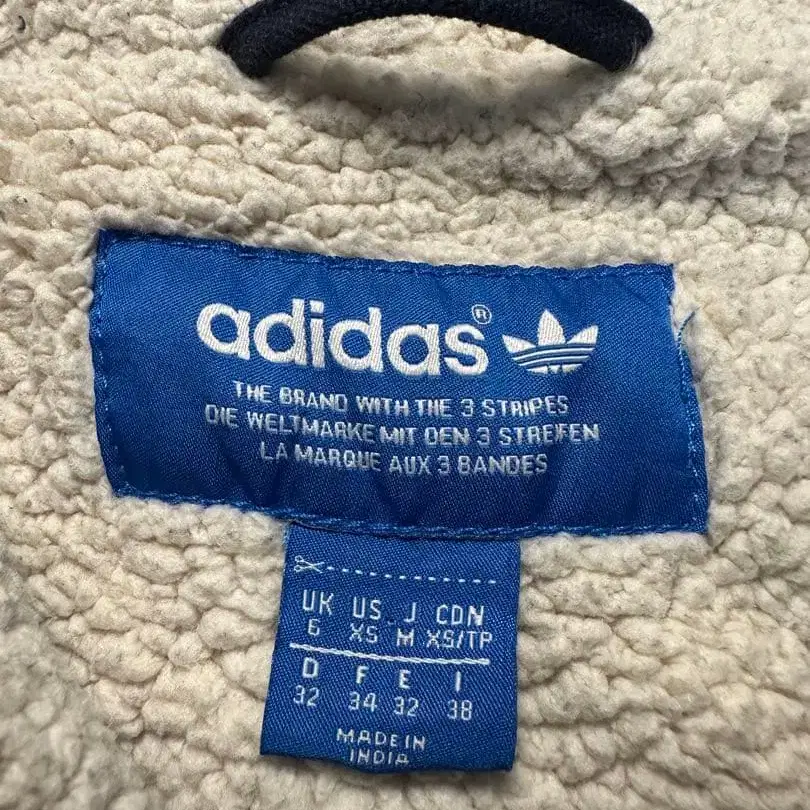 adidas®
THE BRAND WITH THE 3 STRIPES
DIE WELTMARKE MIT DEN 3 STREIFEN
LA MARQUE AUX 3 BANDES
UK US J CDN
6 XS M XS/TP
D F E I
32 34 32 38
MADE IN
INDIA